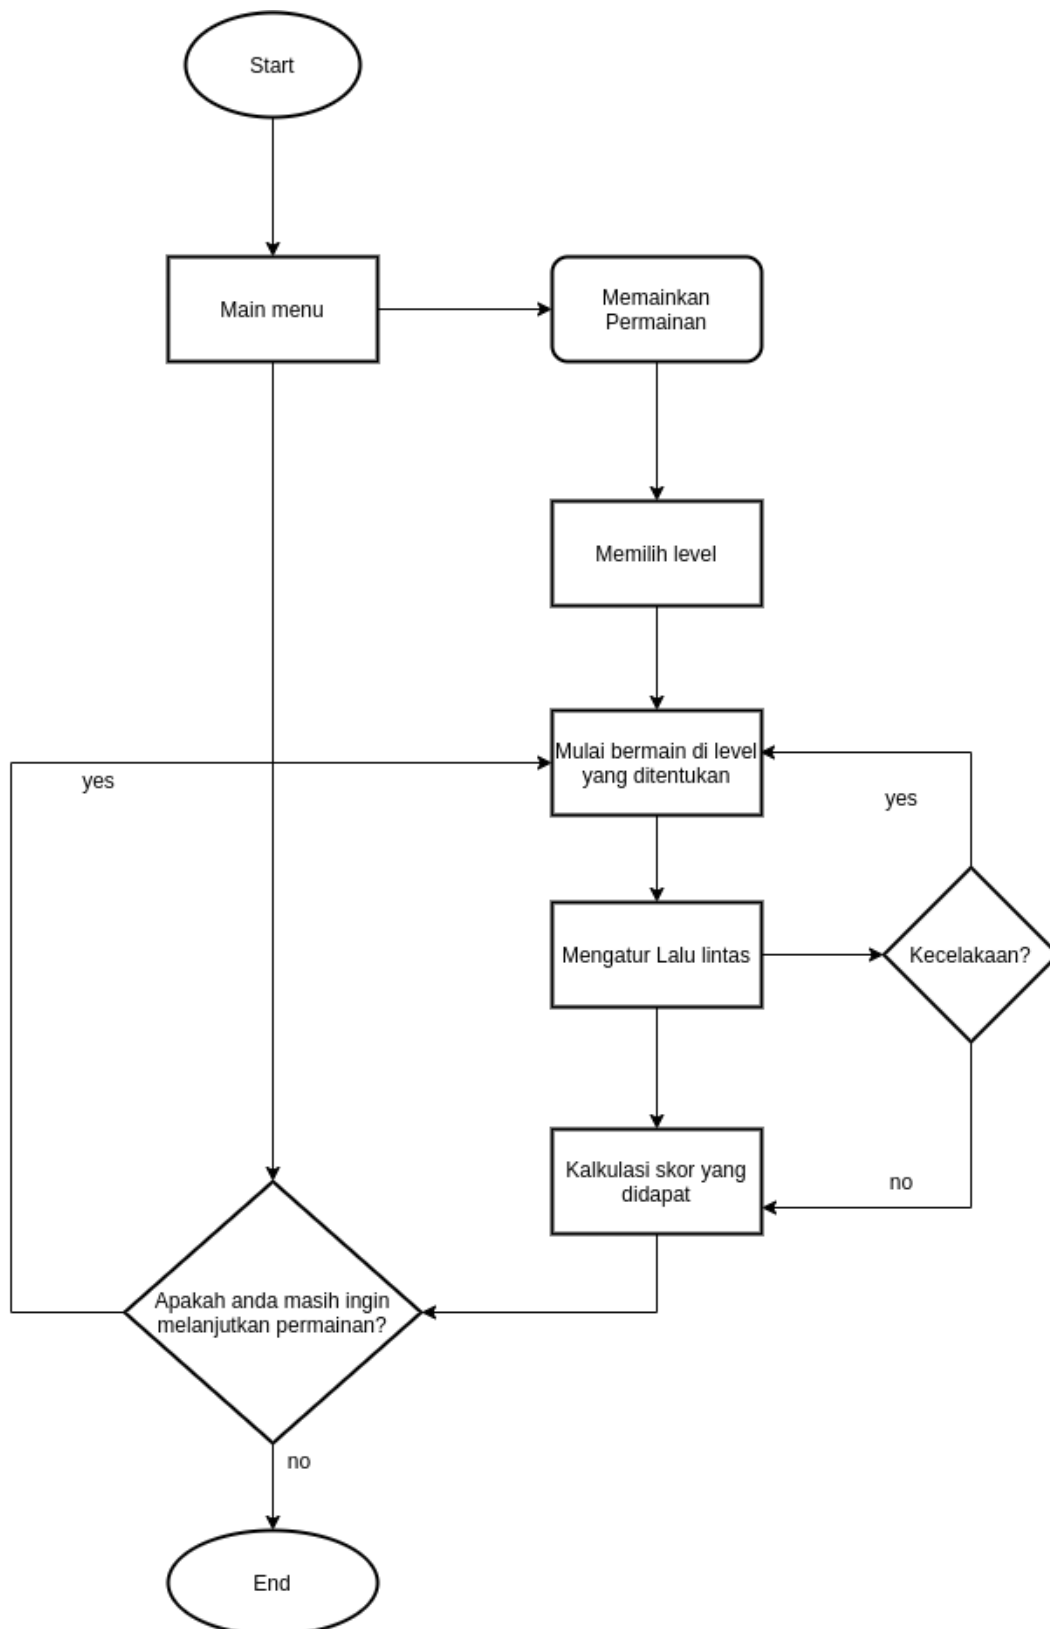 Start
Main menu
Memainkan
Permainan
Memilih level
Mulai bermain di level
yang ditentukan
yes
yes
Mengatur Lalu lintas
Kecelakaan?
Kalkulasi skor yang
didapat
no
Apakah anda masih ingin
melanjutkan permainan?
no
End